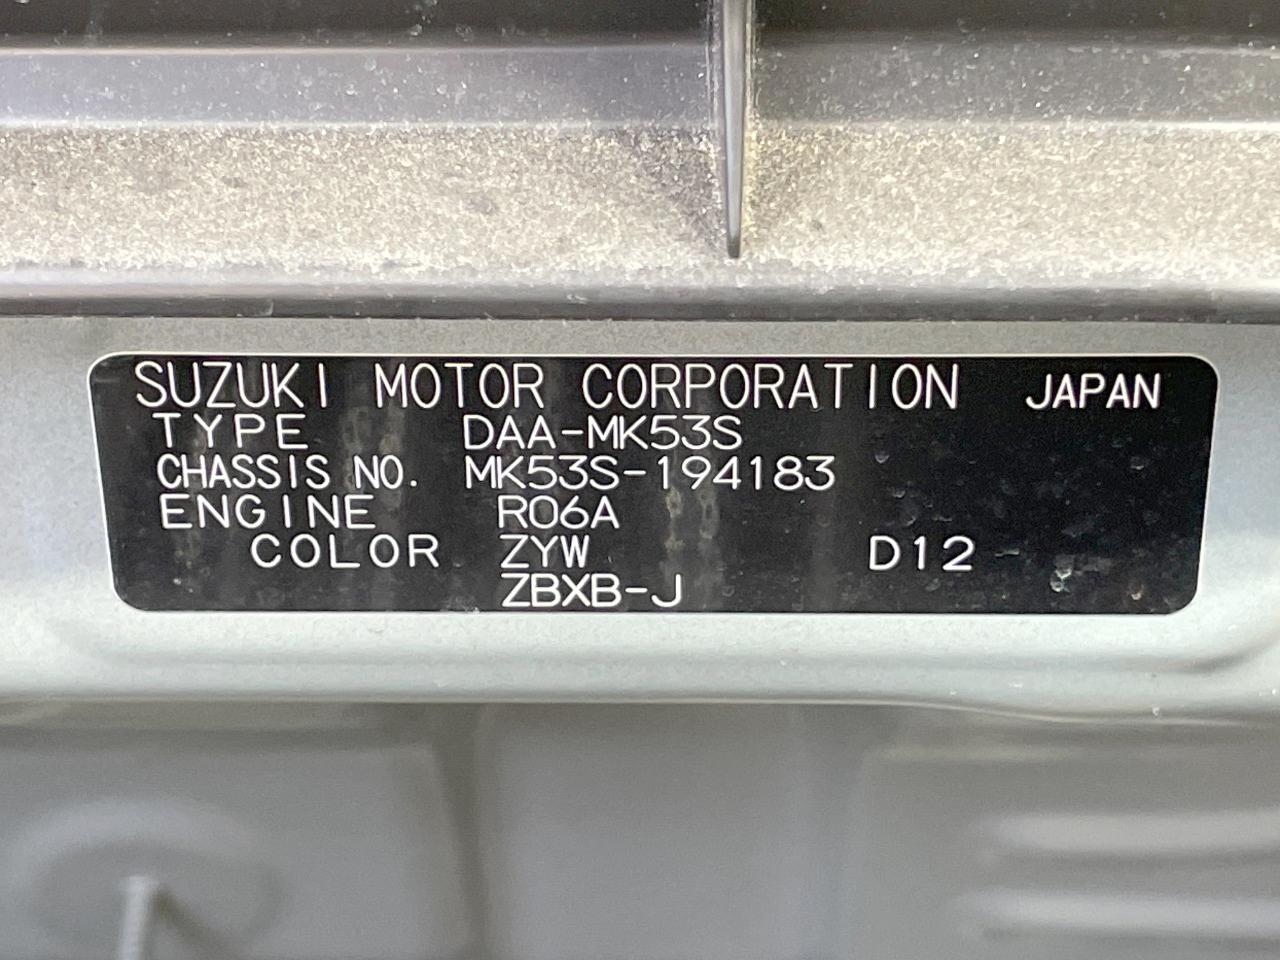 SUZUKI MOTOR CORPORATION JAPAN
TYPE DAA-MK53S
CHASSIS NO. MK53S-194183
ENGINE R06A
COLOR ZYW D12
ZBXB-J